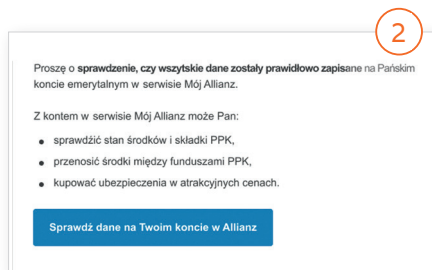 2
Proszę o sprawdzenie, czy wszystkie dane zostały prawidłowo zapisane na Pańskim
koncie emerytalnym w serwisie Mój Allianz.
Z kontem w serwisie Mój Allianz może Pan:
• sprawdźić stan środków i składki PPK,
• przenosić środki między funduszami PPK,
• kupować ubezpieczenia w atrakcyjnych cenach.
Sprawdź dane na Twoim koncie w Allianz